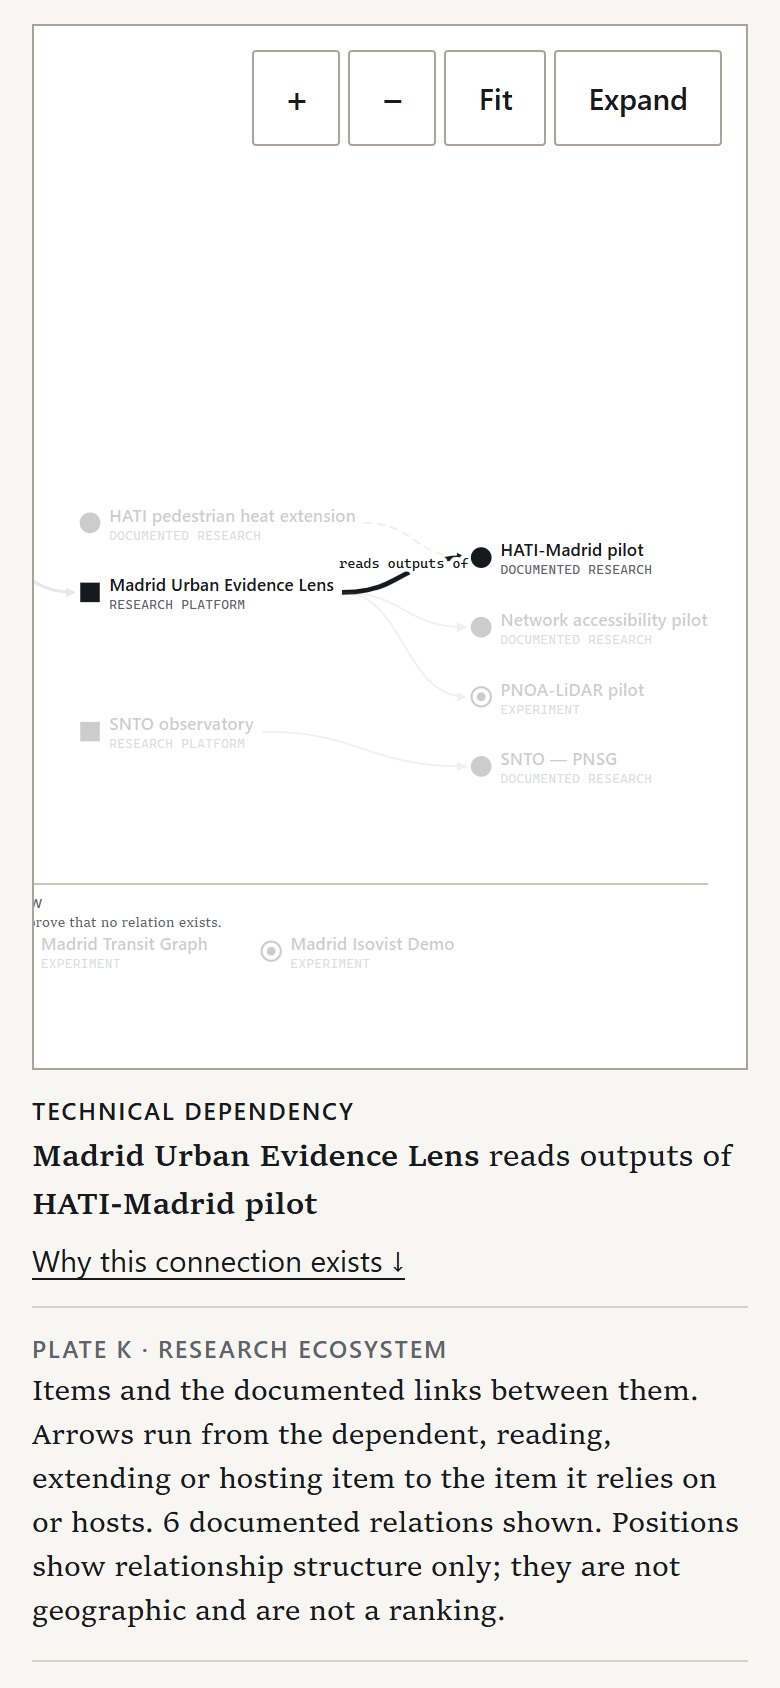 + − Fit Expand
HATI pedestrian heat extension
DOCUMENTED RESEARCH
HATI-Madrid pilot
DOCUMENTED RESEARCH
reads outputs of
Madrid Urban Evidence Lens
RESEARCH PLATFORM
Network accessibility pilot
DOCUMENTED RESEARCH
PNOA-LiDAR pilot
EXPERIMENT
SNTO observatory
RESEARCH PLATFORM
SNTO — PNSG
DOCUMENTED RESEARCH
w
prove that no relation exists.
Madrid Transit Graph
EXPERIMENT
Madrid Isovist Demo
EXPERIMENT
TECHNICAL DEPENDENCY
Madrid Urban Evidence Lens reads outputs of
HATI-Madrid pilot
Why this connection exists ↓
PLATE K · RESEARCH ECOSYSTEM
Items and the documented links between them.
Arrows run from the dependent, reading,
extending or hosting item to the item it relies on
or hosts. 6 documented relations shown. Positions
show relationship structure only; they are not
geographic and are not a ranking.